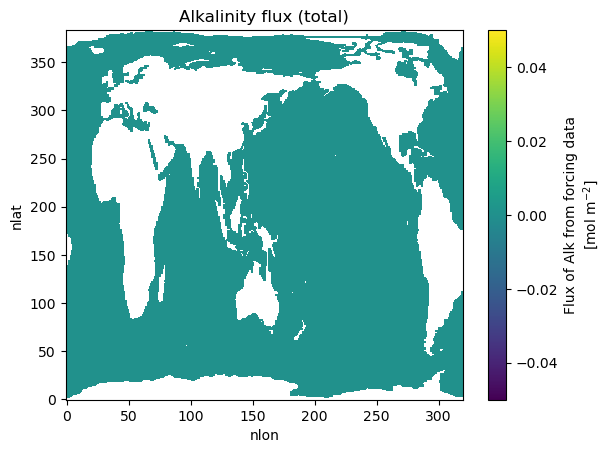 Alkalinity flux (total)
350
300
250
200
150
100
50
0
nlat
0 50 100 150 200 250 300
nlon
0.04
0.02
0.00
−0.02
−0.04
Flux of Alk from forcing data
[mol m⁻²]